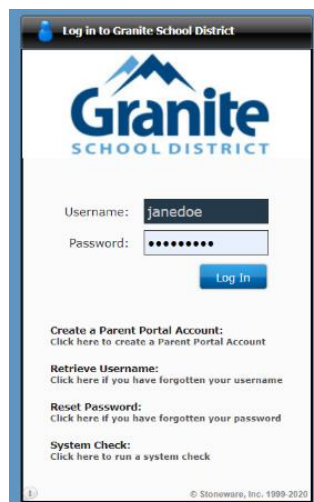 Log in to Granite School District
Granite
SCHOOL DISTRICT
Username: janedoe
Password: •••••••••
Log In
Create a Parent Portal Account:
Click here to create a Parent Portal Account
Retrieve Username:
Click here if you have forgotten your username
Reset Password:
Click here if you have forgotten your password
System Check:
Click here to run a system check
© Stoneware, Inc. 1999-2020